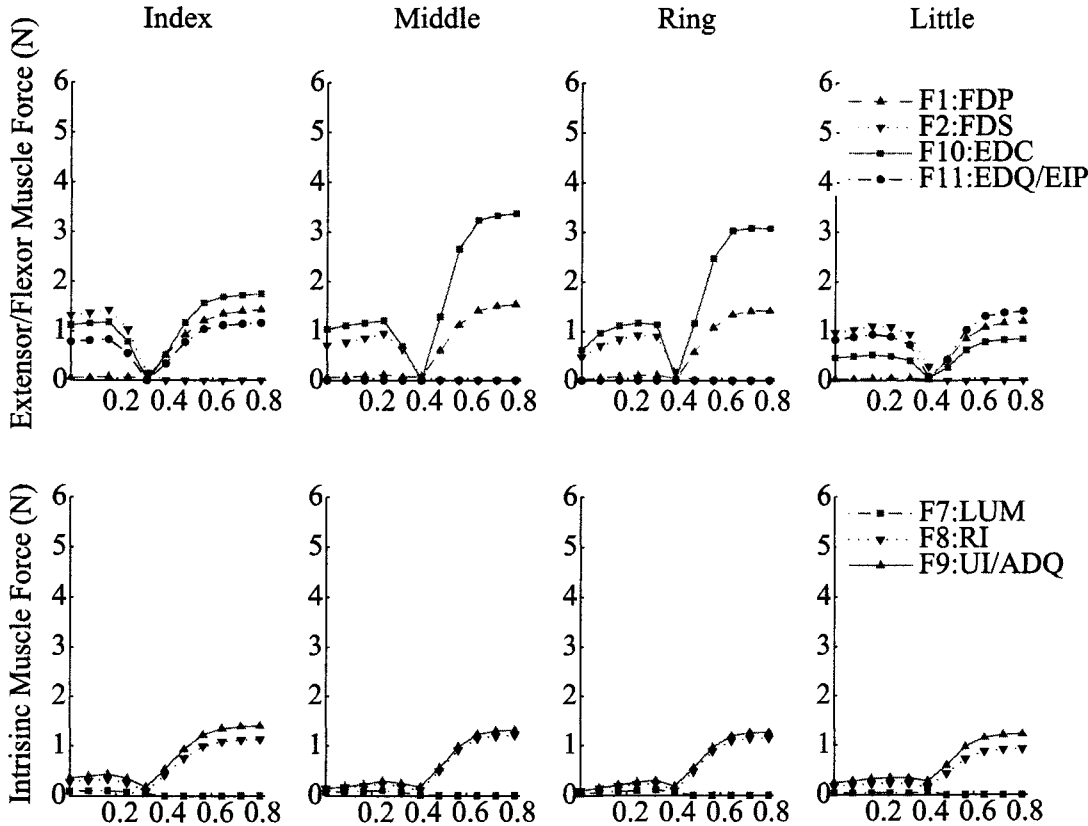 Index Middle Ring Little
Extensor/Flexor Muscle Force (N)
6 6 6 6
5 5 5 5
4 4 4 4
3 3 3 3
2 2 2 2
1 1 1 1
0 0 0 0
F1:FDP
F2:FDS
F10:EDC
F11:EDQ/EIP
0.2 0.4 0.6 0.8 0.2 0.4 0.6 0.8 0.2 0.4 0.6 0.8 0.2 0.4 0.6 0.8
Intrisinc Muscle Force (N)
6 6 6 6
5 5 5 5
4 4 4 4
3 3 3 3
2 2 2 2
1 1 1 1
0 0 0 0
F7:LUM
F8:RI
F9:UI/ADQ
0.2 0.4 0.6 0.8 0.2 0.4 0.6 0.8 0.2 0.4 0.6 0.8 0.2 0.4 0.6 0.8